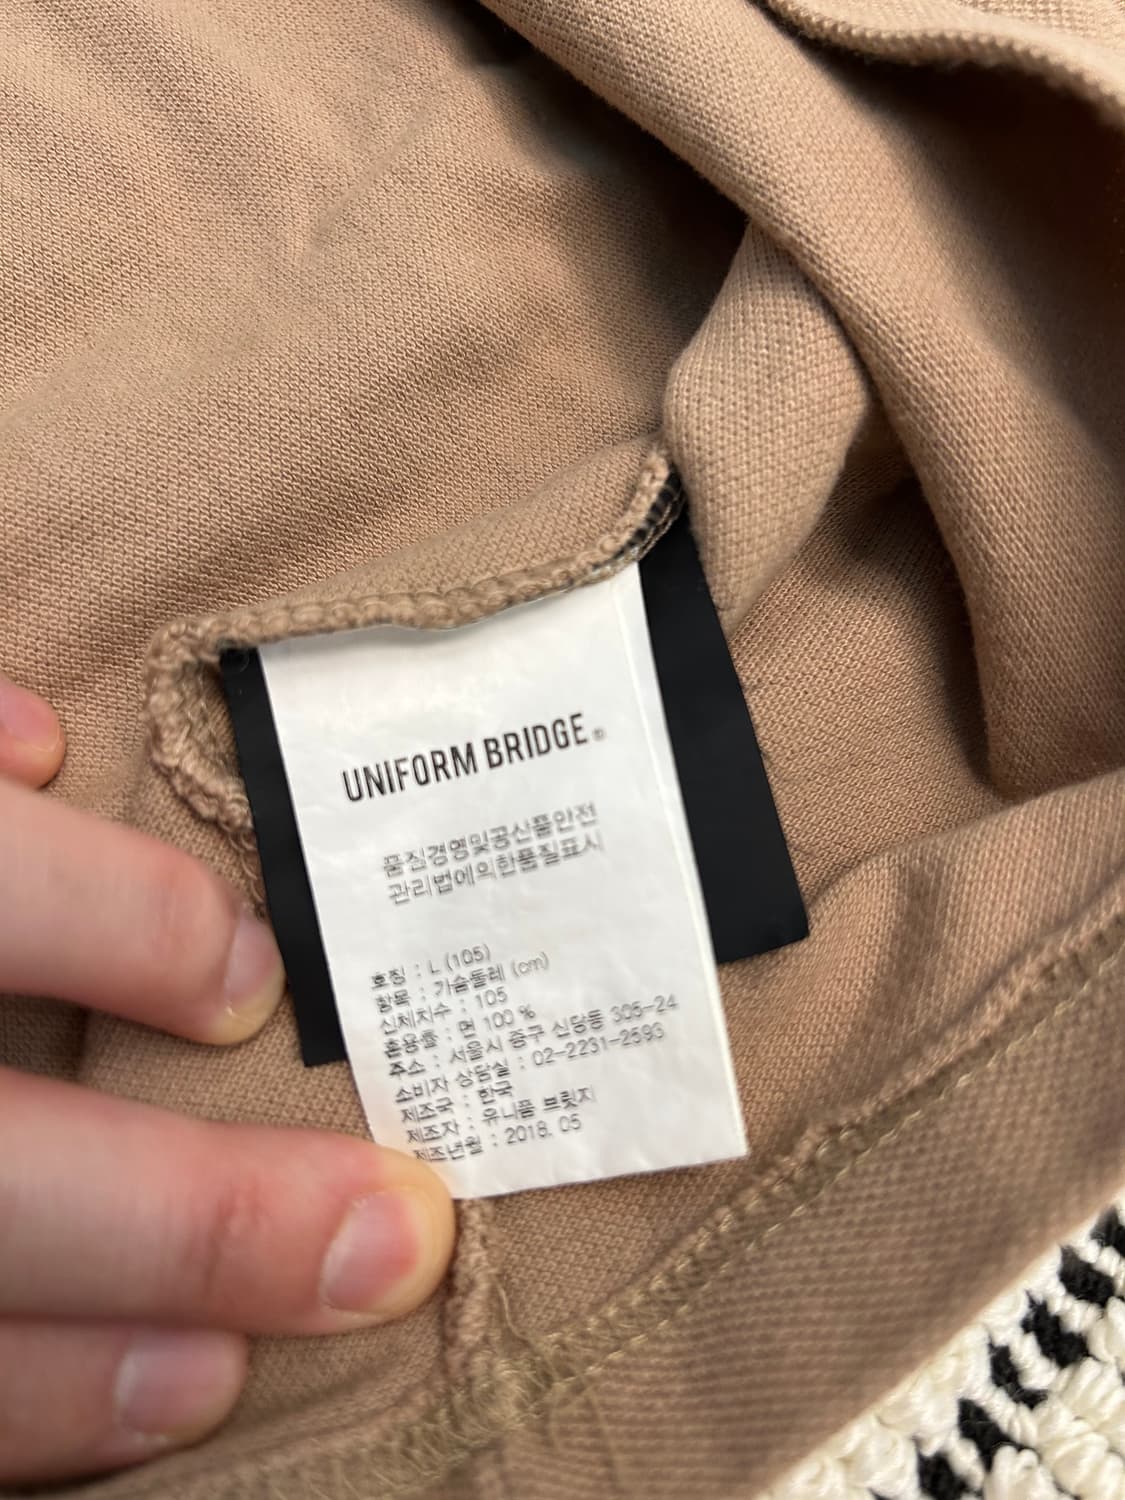 UNIFORM BRIDGE®
품질경영및공산품안전
관리법에의한품질표시
호칭 : L (105)
항목 : 가슴둘레 (cm)
신체치수 : 105
혼용률 : 면 100 %
주소 : 서울시 중구 신당동 305-24
소비자 상담실 : 02-2231-2593
제조국 : 한국
제조자 : 유니폼 브릿지
제조년월 : 2018. 05